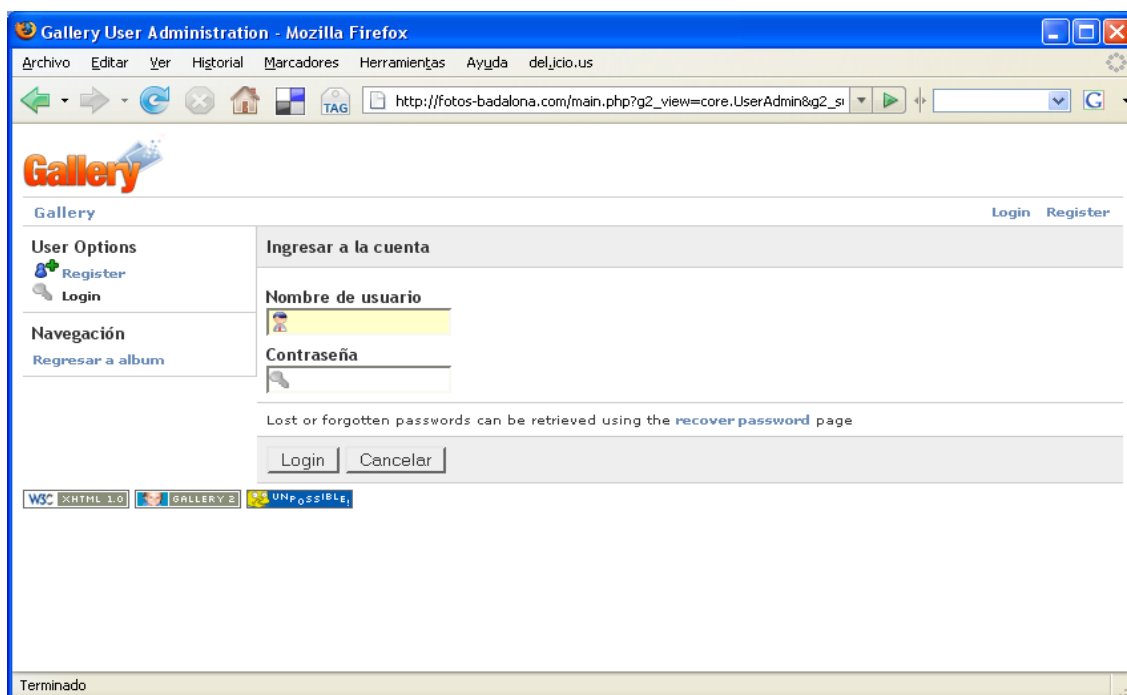 Gallery User Administration - Mozilla Firefox
Archivo Editar Ver Historial Marcadores Herramientas Ayuda del.icio.us
TAG http://fotos-badalona.com/main.php?g2_view=core.UserAdmin&g2_su G
Gallery
Gallery Login Register
User Options
Register
Login
Navegación
Regresar a album
Ingresar a la cuenta
Nombre de usuario
Contraseña
Lost or forgotten passwords can be retrieved using the recover password page
Login Cancelar
W3C XHTML 1.0 GALLERY 2 UNPOSSIBLE!
Terminado